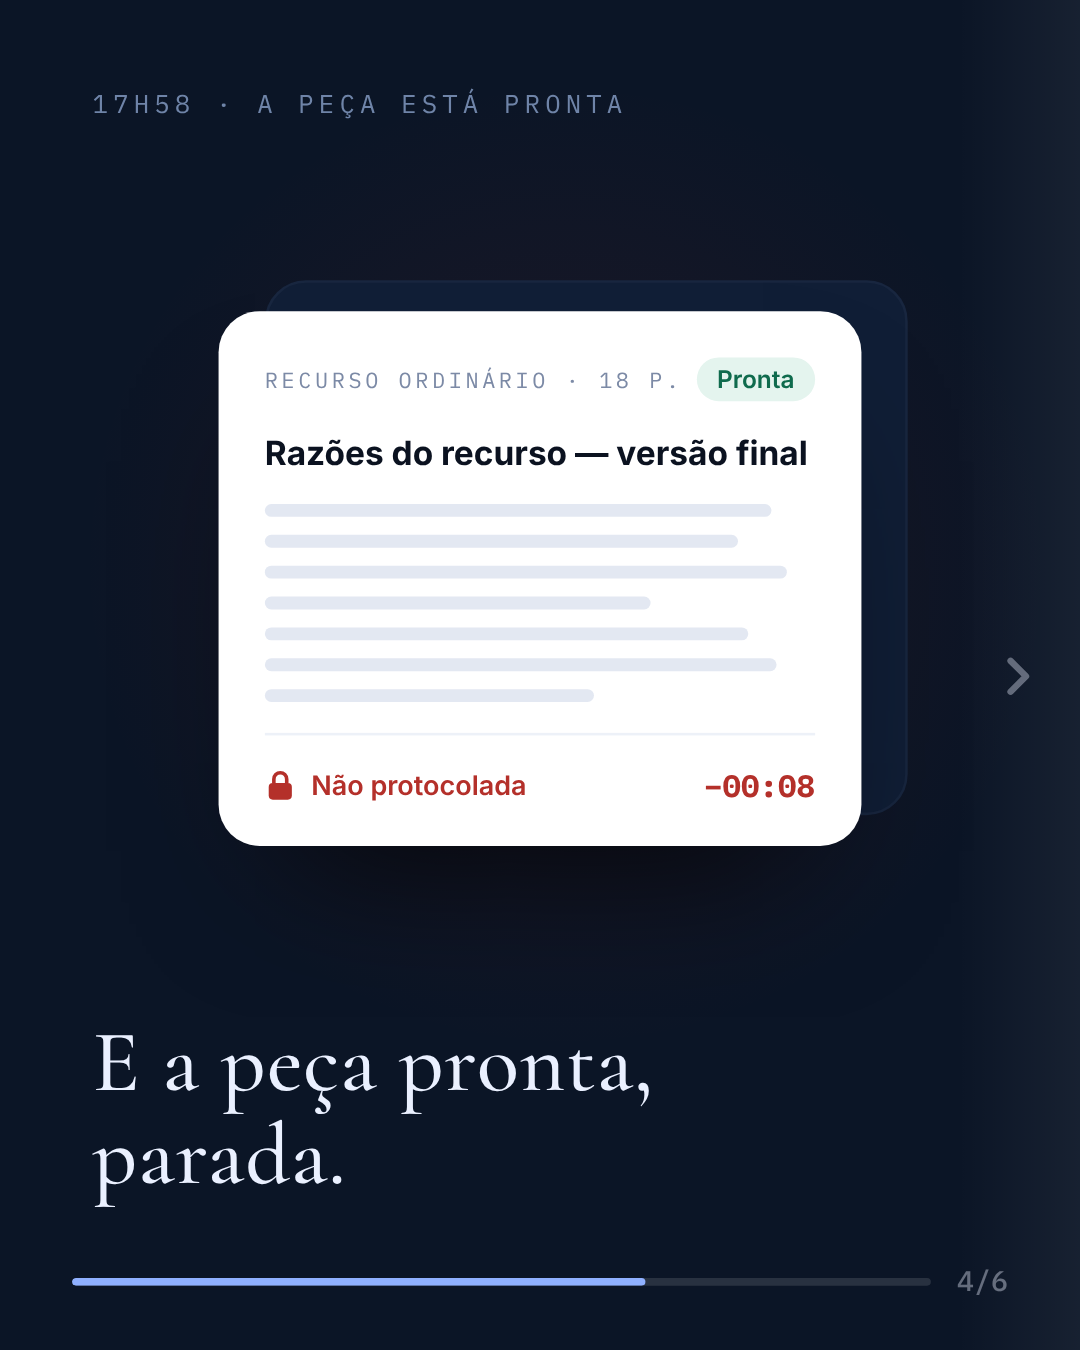 17H58 · A PEÇA ESTÁ PRONTA
RECURSO ORDINÁRIO · 18 P. Pronta
Razões do recurso — versão final
Não protocolada −00:08
E a peça pronta,
parada.
4/6